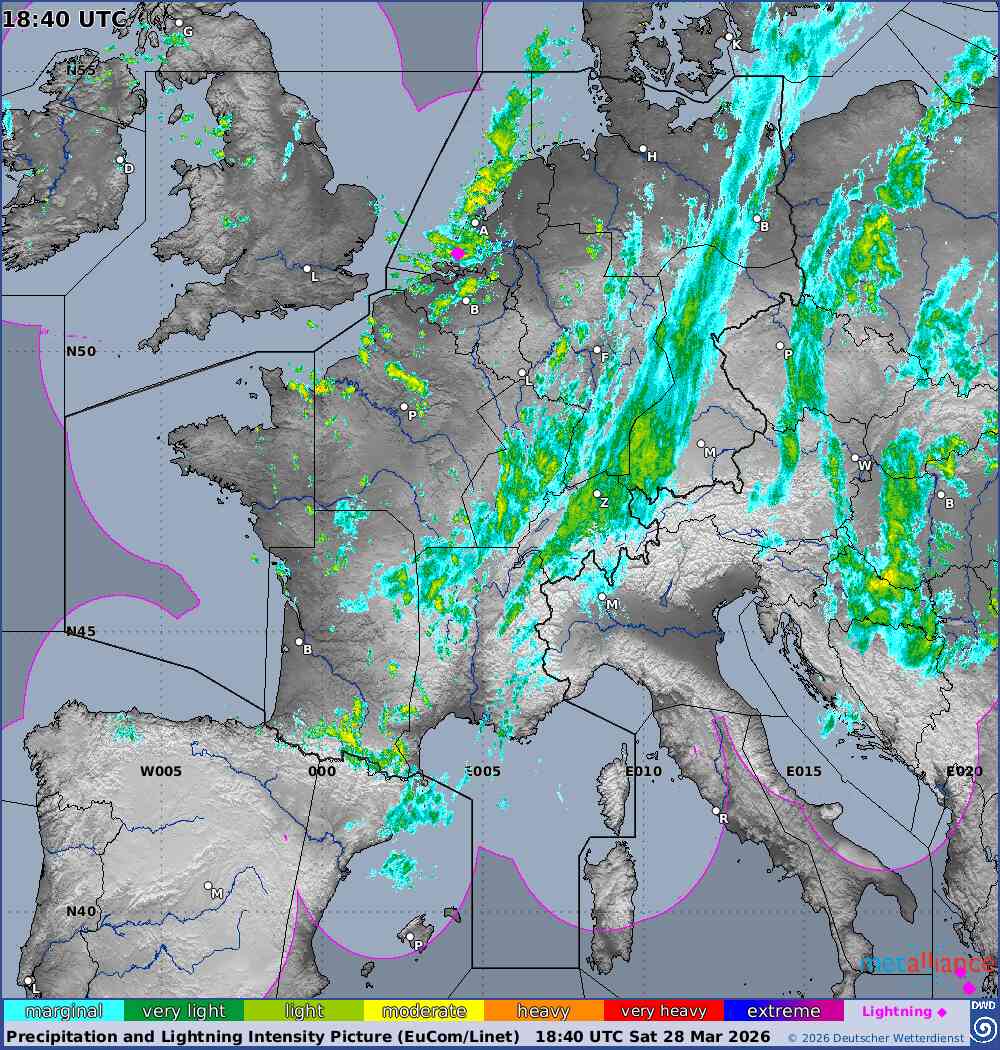 18:40 UTC
G
K
N55
H
D
A
B
L
B
N50
P
F
L
P
M
W
Z
B
M
N45
B
W005
000
E005
E010
E015
E020
R
M
N40
P
metalliance
L
marginal very light light moderate heavy very heavy extreme Lightning ◆ DWD
Precipitation and Lightning Intensity Picture (EuCom/Linet) 18:40 UTC Sat 28 Mar 2026 © 2026 Deutscher Wetterdienst